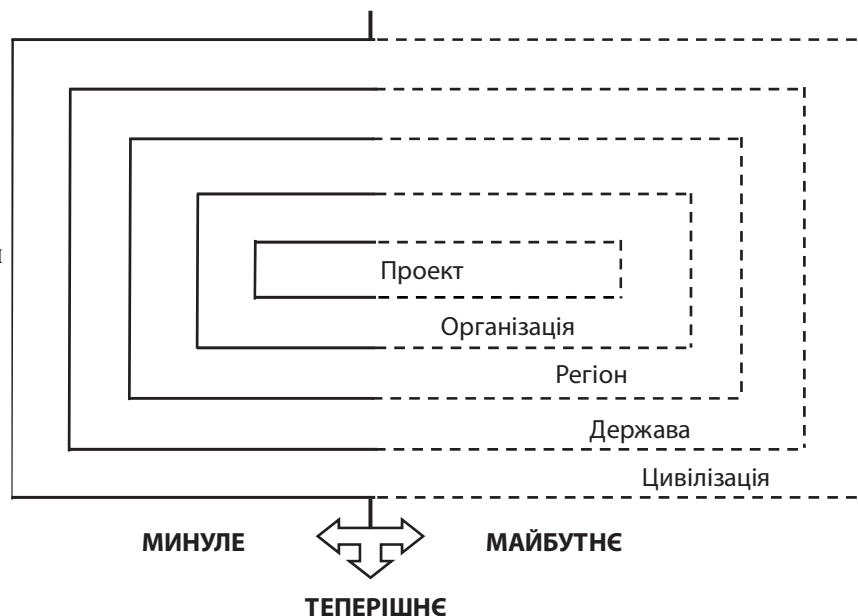 Проект
Організація
Регіон
Держава
Цивілізація
МИНУЛЕ
МАЙБУТНЄ
ТЕПЕРІШНЄ